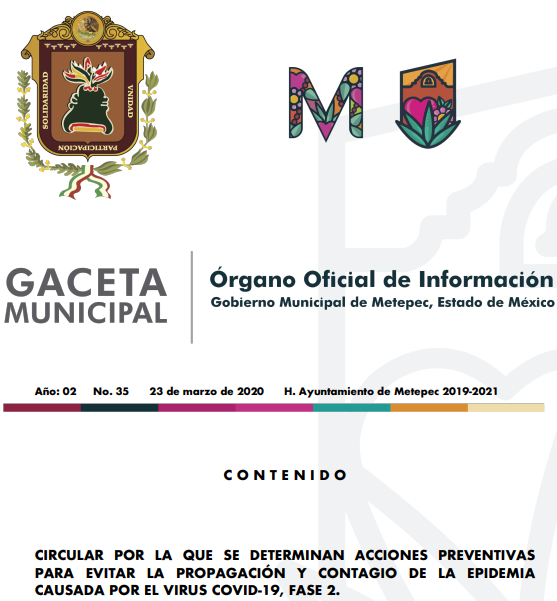 SOLIDARIDAD
UNIDAD
PARTICIPACIÓN
M
GACETA
MUNICIPAL
Órgano Oficial de Información
Gobierno Municipal de Metepec, Estado de México
Año: 02 No. 35 23 de marzo de 2020 H. Ayuntamiento de Metepec 2019-2021
CONTENIDO
CIRCULAR POR LA QUE SE DETERMINAN ACCIONES PREVENTIVAS
PARA EVITAR LA PROPAGACIÓN Y CONTAGIO DE LA EPIDEMIA
CAUSADA POR EL VIRUS COVID-19, FASE 2.